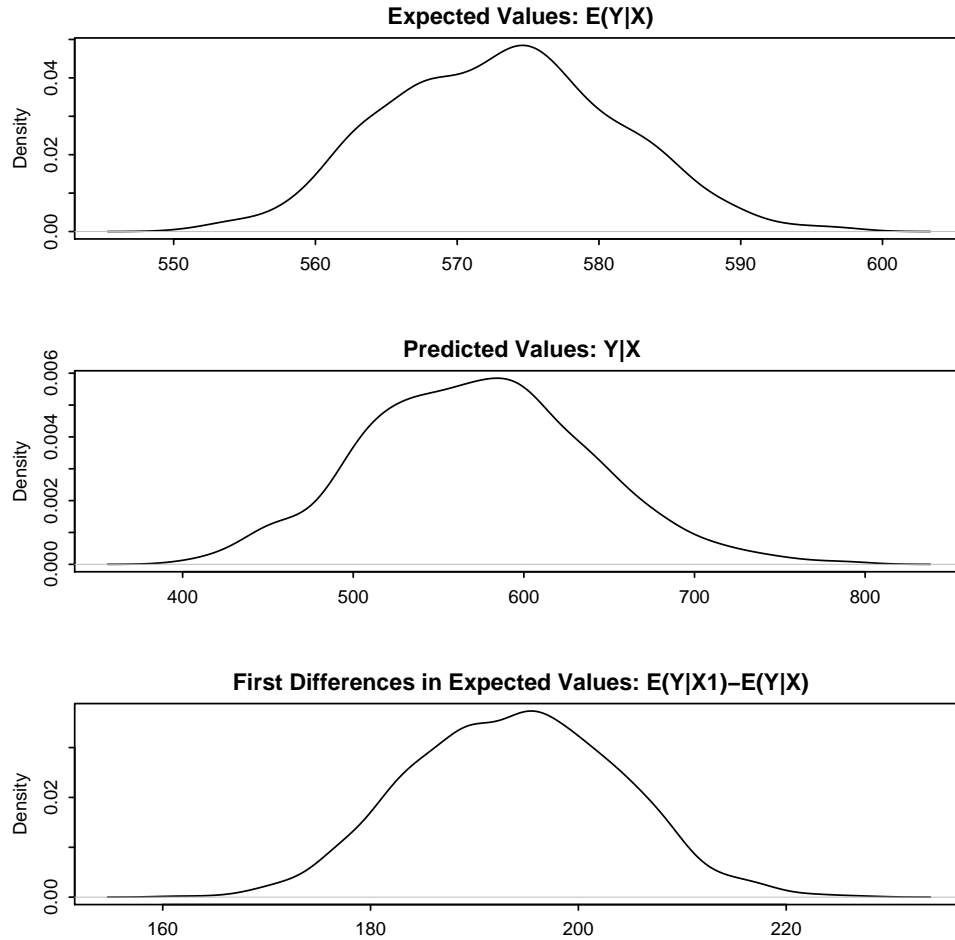 Expected Values: E(Y|X)
Density
0.04
0.02
0.00
550 560 570 580 590 600
Predicted Values: Y|X
Density
0.006
0.004
0.002
0.000
400 500 600 700 800
First Differences in Expected Values: E(Y|X1)−E(Y|X)
Density
0.02
0.00
160 180 200 220